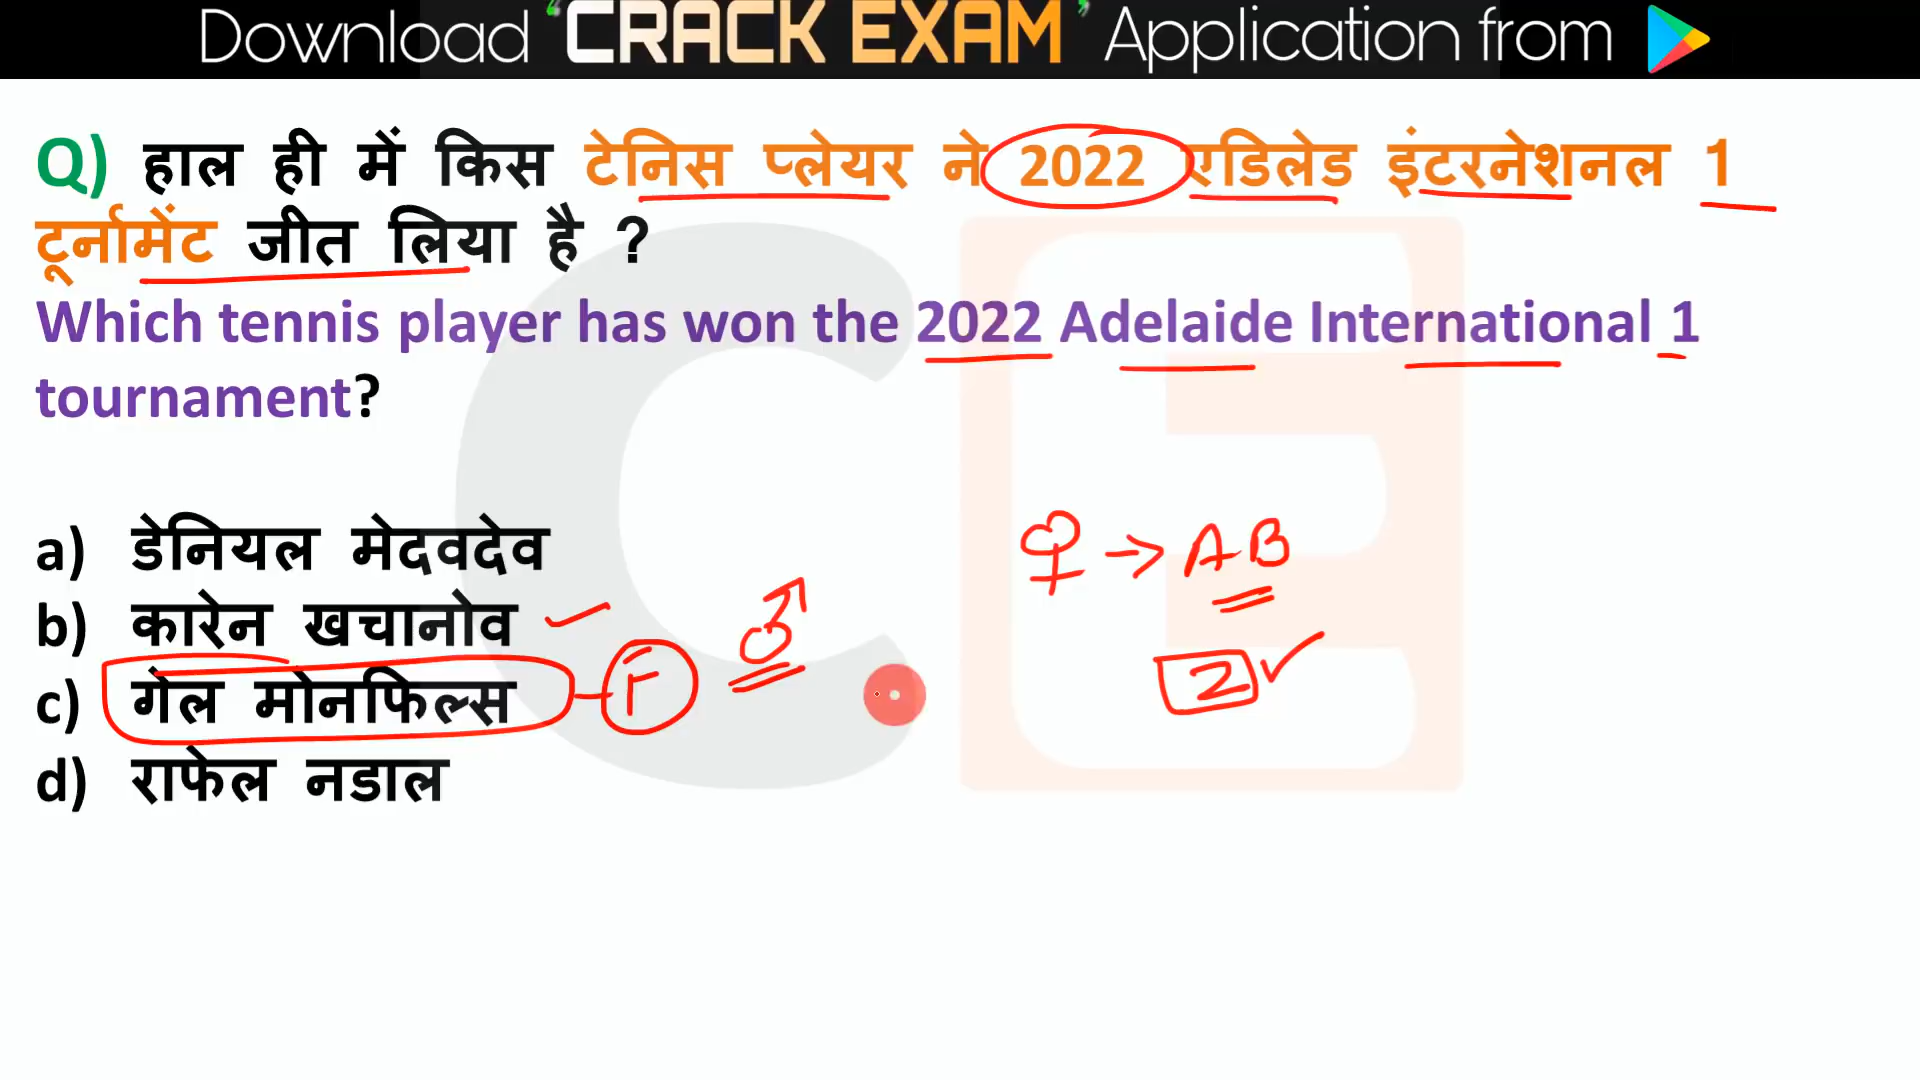 Download ‘CRACK EXAM’ Application from
Q) हाल ही में किस टेनिस प्लेयर ने 2022 एडिलेड इंटरनेशनल 1
टूर्नामेंट जीत लिया है ?
Which tennis player has won the 2022 Adelaide International 1
tournament?
a) डेनियल मेदवदेव
b) कारेन खचानोव
c) गेल मोनफिल्स
d) राफेल नडाल
F ♂
♀ → AB
2 ✓
CE